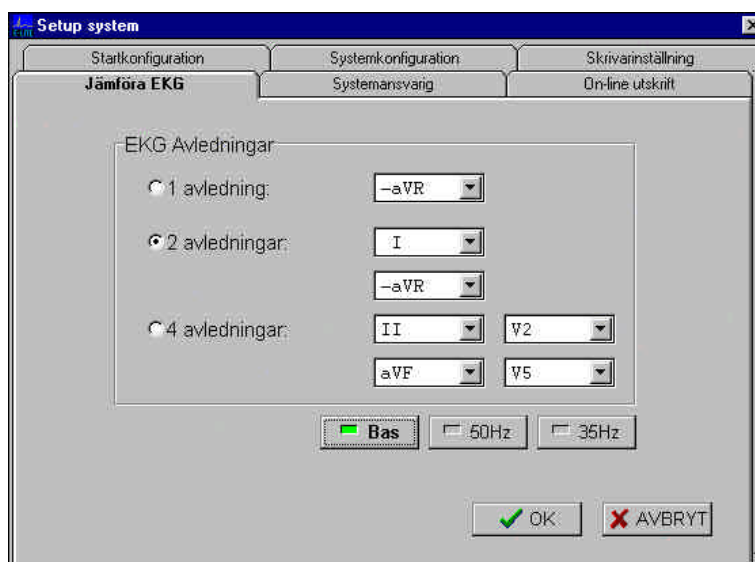 Setup system
Startkonfiguration Systemkonfiguration Skrivarinställning
Jämföra EKG Systemansvarig On-line utskrift
EKG Avledningar
1 avledning: -aVR
2 avledningar: I
-aVR
4 avledningar: II V2
aVF V5
Bas 50Hz 35Hz
OK AVBRYT